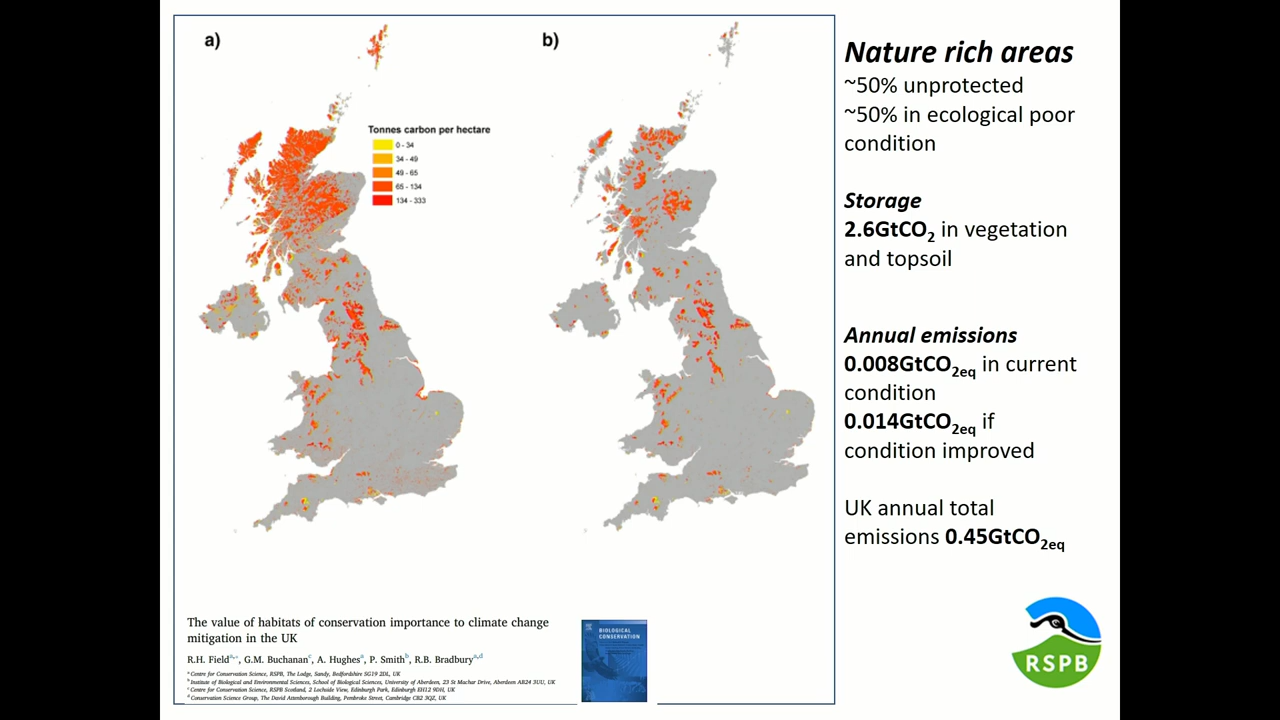 a)
b)
Tonnes carbon per hectare
0 - 34
34 - 49
49 - 65
65 - 134
134 - 333
Nature rich areas
~50% unprotected
~50% in ecological poor
condition
Storage
2.6GtCO2 in vegetation
and topsoil
Annual emissions
0.008GtCO2eq in current
condition
0.014GtCO2eq if
condition improved
UK annual total
emissions 0.45GtCO2eq
The value of habitats of conservation importance to climate change
mitigation in the UK
R.H. Fielda,*, G.M. Buchananc, A. Hughesa, P. Smithb, R.B. Bradburya,d
a Centre for Conservation Science, RSPB, The Lodge, Sandy, Bedfordshire SG19 2DL, UK
b Institute of Biological and Environmental Sciences, School of Biological Sciences, University of Aberdeen, 23 St Machar Drive, Aberdeen AB24 3UU, UK
c Centre for Conservation Science, RSPB Scotland, 2 Lochside View, Edinburgh Park, Edinburgh EH12 9DH, UK
d Conservation Science Group, The David Attenborough Building, Pembroke Street, Cambridge CB2 3QZ, UK
BIOLOGICAL
CONSERVATION
RSPB